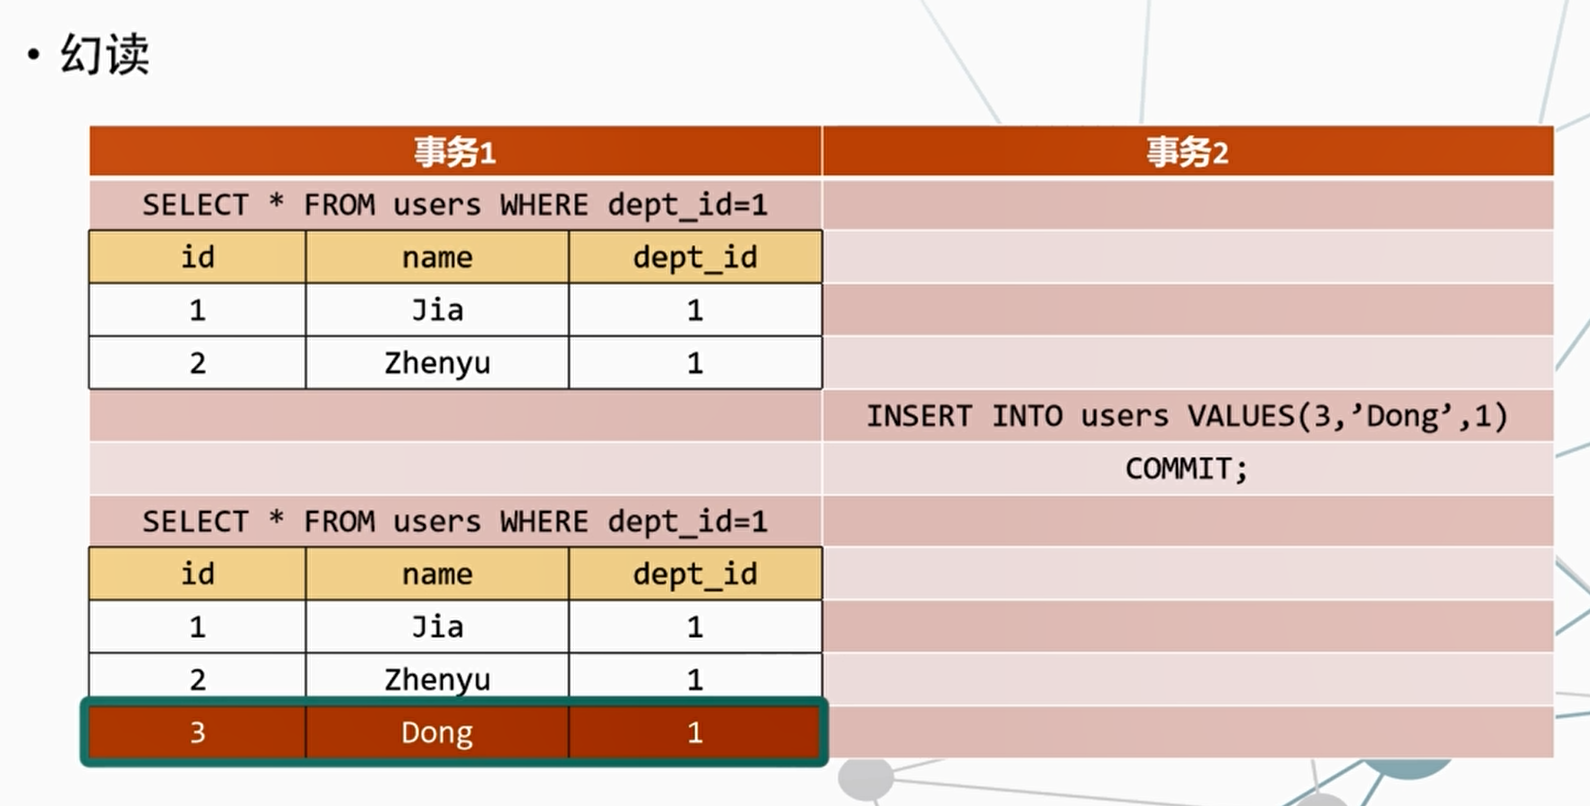 • 幻读
事务1 事务2
SELECT * FROM users WHERE dept_id=1
id name dept_id
1 Jia 1
2 Zhenyu 1
INSERT INTO users VALUES(3,’Dong’,1)
COMMIT;
SELECT * FROM users WHERE dept_id=1
id name dept_id
1 Jia 1
2 Zhenyu 1
3 Dong 1